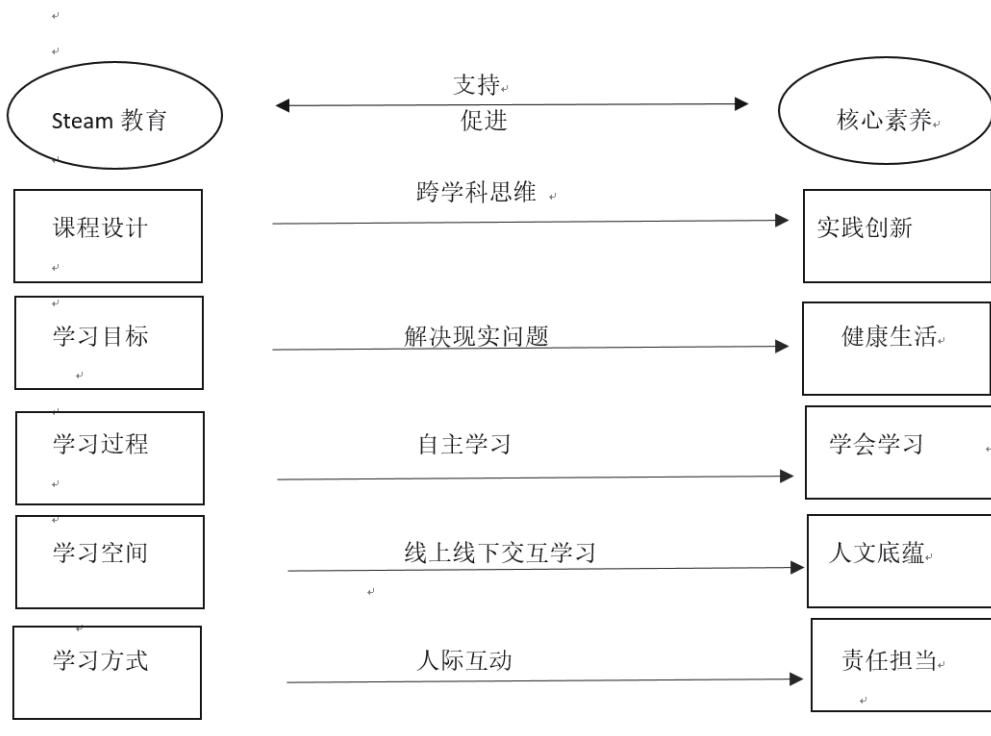 支持
Steam 教育
促进
核心素养
跨学科思维
课程设计
实践创新
学习目标
解决现实问题
健康生活
学习过程
自主学习
学会学习
学习空间
线上线下交互学习
人文底蕴
学习方式
人际互动
责任担当